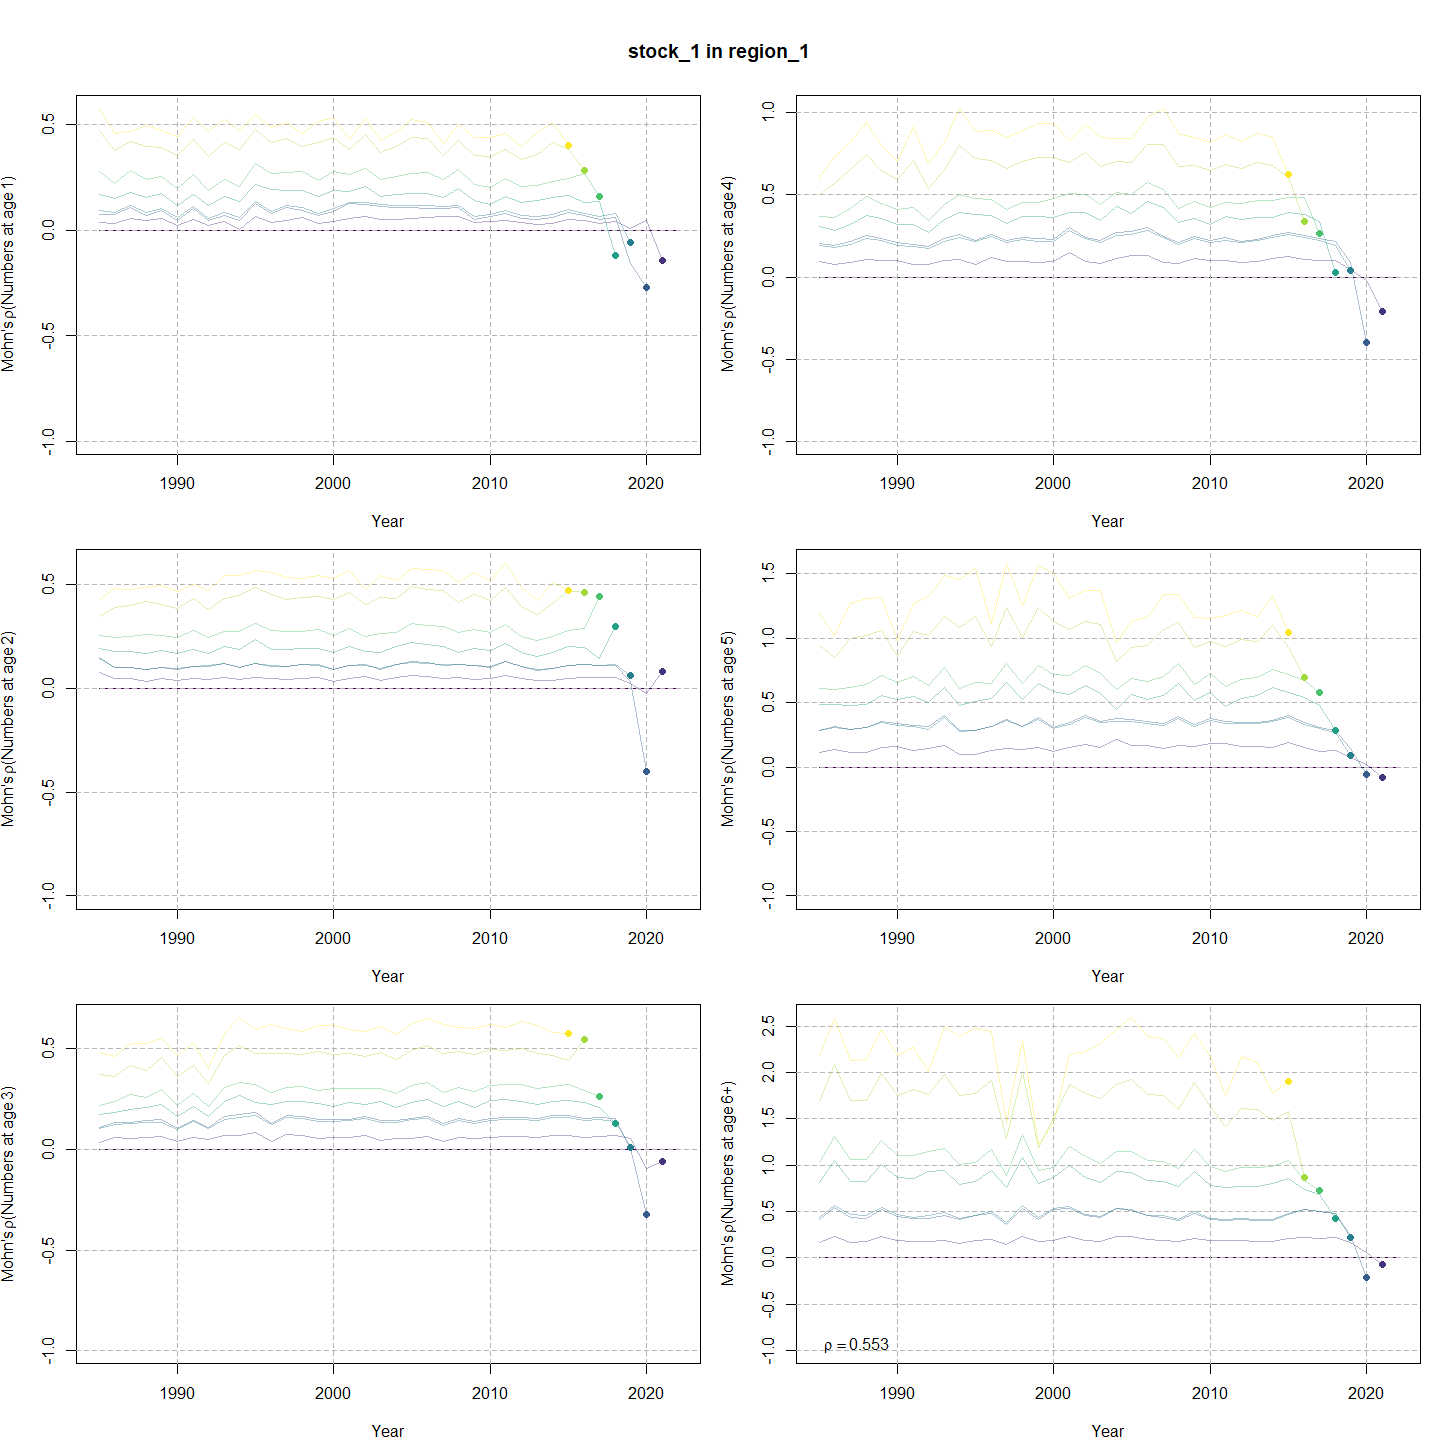 stock_1 in region_1
Mohn's ρ(Numbers at age 1)
0.5
0.0
-0.5
-1.0
1990 2000 2010 2020
Year
Mohn's ρ(Numbers at age 4)
1.0
0.5
0.0
-0.5
-1.0
1990 2000 2010 2020
Year
Mohn's ρ(Numbers at age 2)
0.5
0.0
-0.5
-1.0
1990 2000 2010 2020
Year
Mohn's ρ(Numbers at age 5)
1.5
1.0
0.5
0.0
-0.5
-1.0
1990 2000 2010 2020
Year
Mohn's ρ(Numbers at age 3)
0.5
0.0
-0.5
-1.0
1990 2000 2010 2020
Year
Mohn's ρ(Numbers at age 6+)
2.5
2.0
1.5
1.0
0.5
0.0
-0.5
-1.0
ρ = 0.553
1990 2000 2010 2020
Year